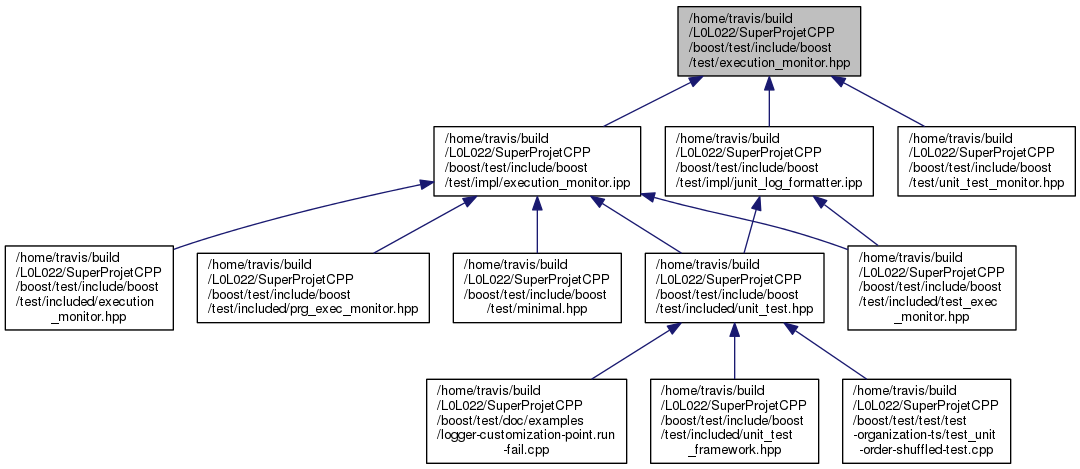 /home/travis/build
/L0L022/SuperProjetCPP
/boost/test/include/boost
/test/execution_monitor.hpp
/home/travis/build
/L0L022/SuperProjetCPP
/boost/test/include/boost
/test/impl/execution_monitor.ipp
/home/travis/build
/L0L022/SuperProjetCPP
/boost/test/include/boost
/test/impl/junit_log_formatter.ipp
/home/travis/build
/L0L022/SuperProjetCPP
/boost/test/include/boost
/test/unit_test_monitor.hpp
/home/travis/build
/L0L022/SuperProjetCPP
/boost/test/include/boost
/test/included/execution
_monitor.hpp
/home/travis/build
/L0L022/SuperProjetCPP
/boost/test/include/boost
/test/included/prg_exec_monitor.hpp
/home/travis/build
/L0L022/SuperProjetCPP
/boost/test/include/boost
/test/minimal.hpp
/home/travis/build
/L0L022/SuperProjetCPP
/boost/test/include/boost
/test/included/unit_test.hpp
/home/travis/build
/L0L022/SuperProjetCPP
/boost/test/include/boost
/test/included/test_exec
_monitor.hpp
/home/travis/build
/L0L022/SuperProjetCPP
/boost/test/doc/examples
/logger-customization-point.run
-fail.cpp
/home/travis/build
/L0L022/SuperProjetCPP
/boost/test/include/boost
/test/included/unit_test
_framework.hpp
/home/travis/build
/L0L022/SuperProjetCPP
/boost/test/test/test
-organization-ts/test_unit
-order-shuffled-test.cpp